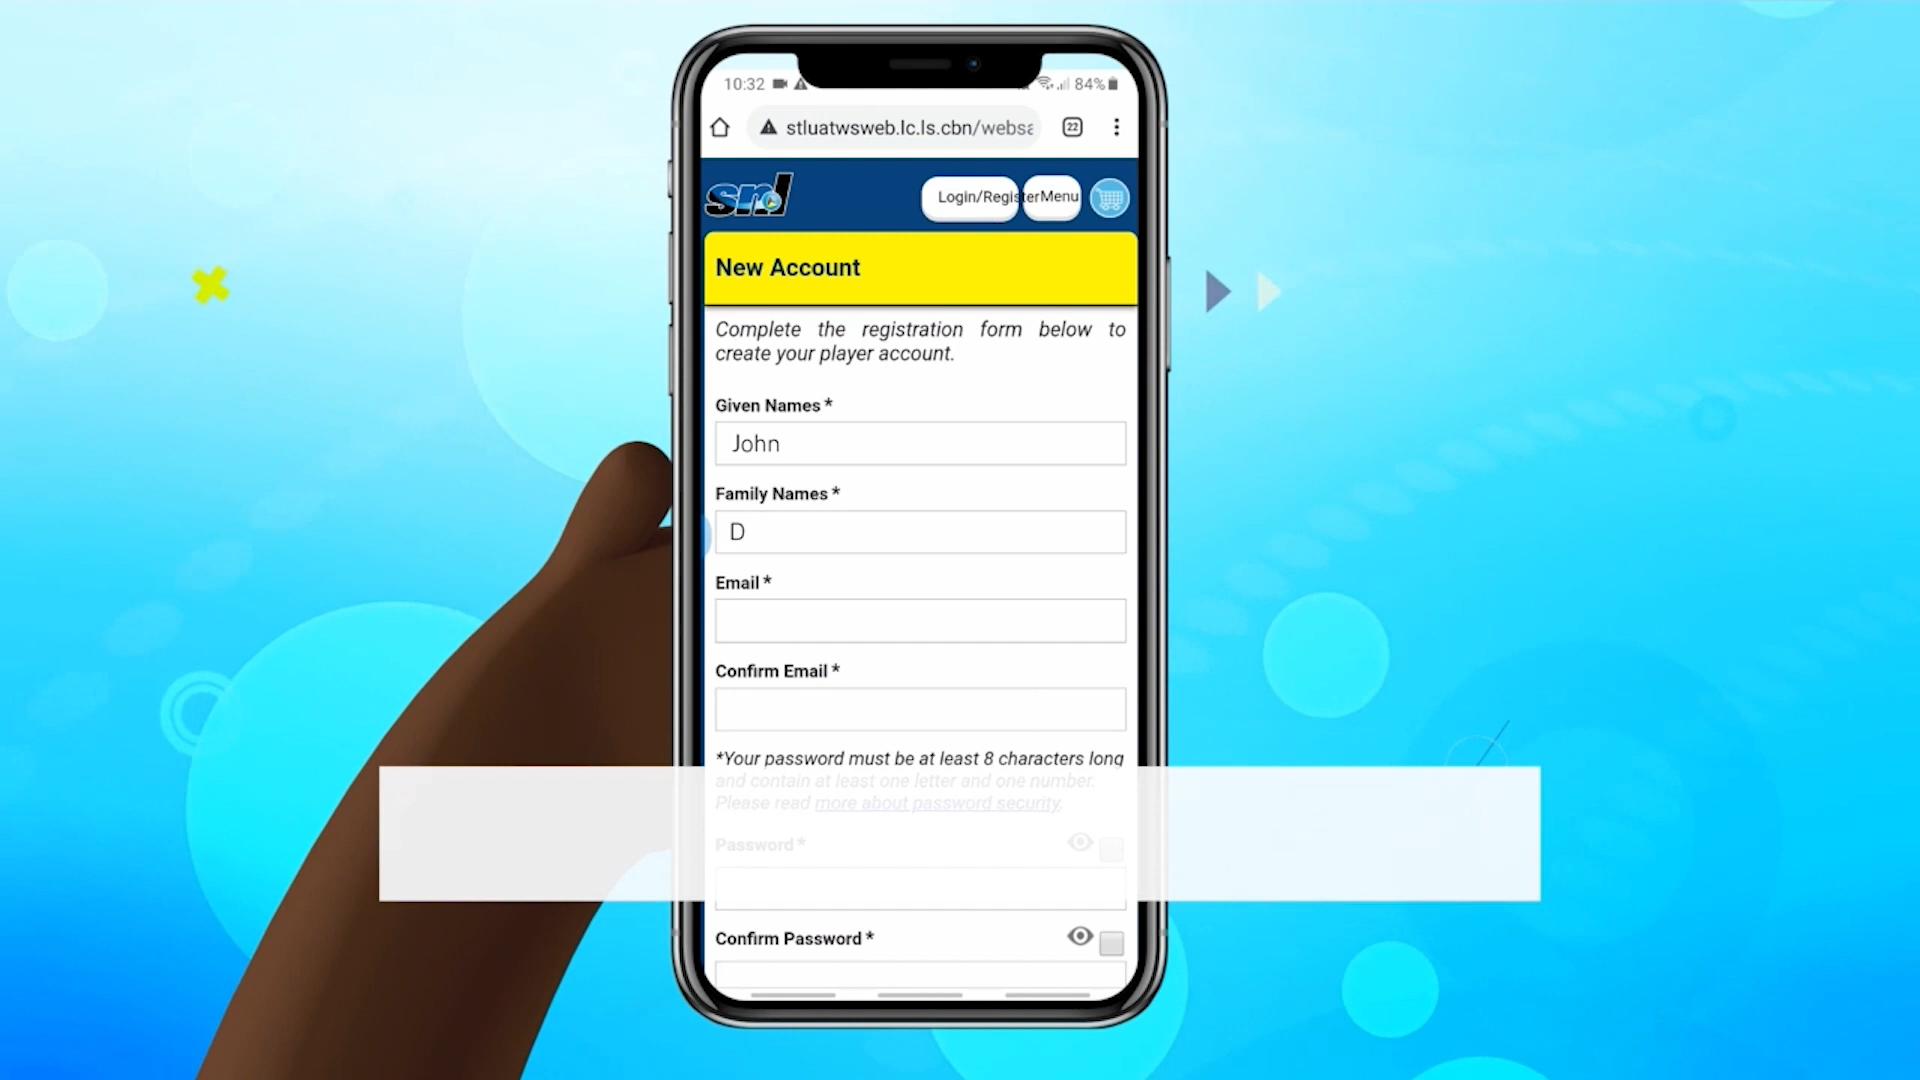 10:32 84%
stluatwsweb.lc.ls.cbn/websa 22
snl Login/Register Menu
New Account
Complete the registration form below to
create your player account.
Given Names *
John
Family Names *
D
Email *
Confirm Email *
*Your password must be at least 8 characters long
and contain at least one letter and one number.
Please read more about password security.
Password *
Confirm Password *